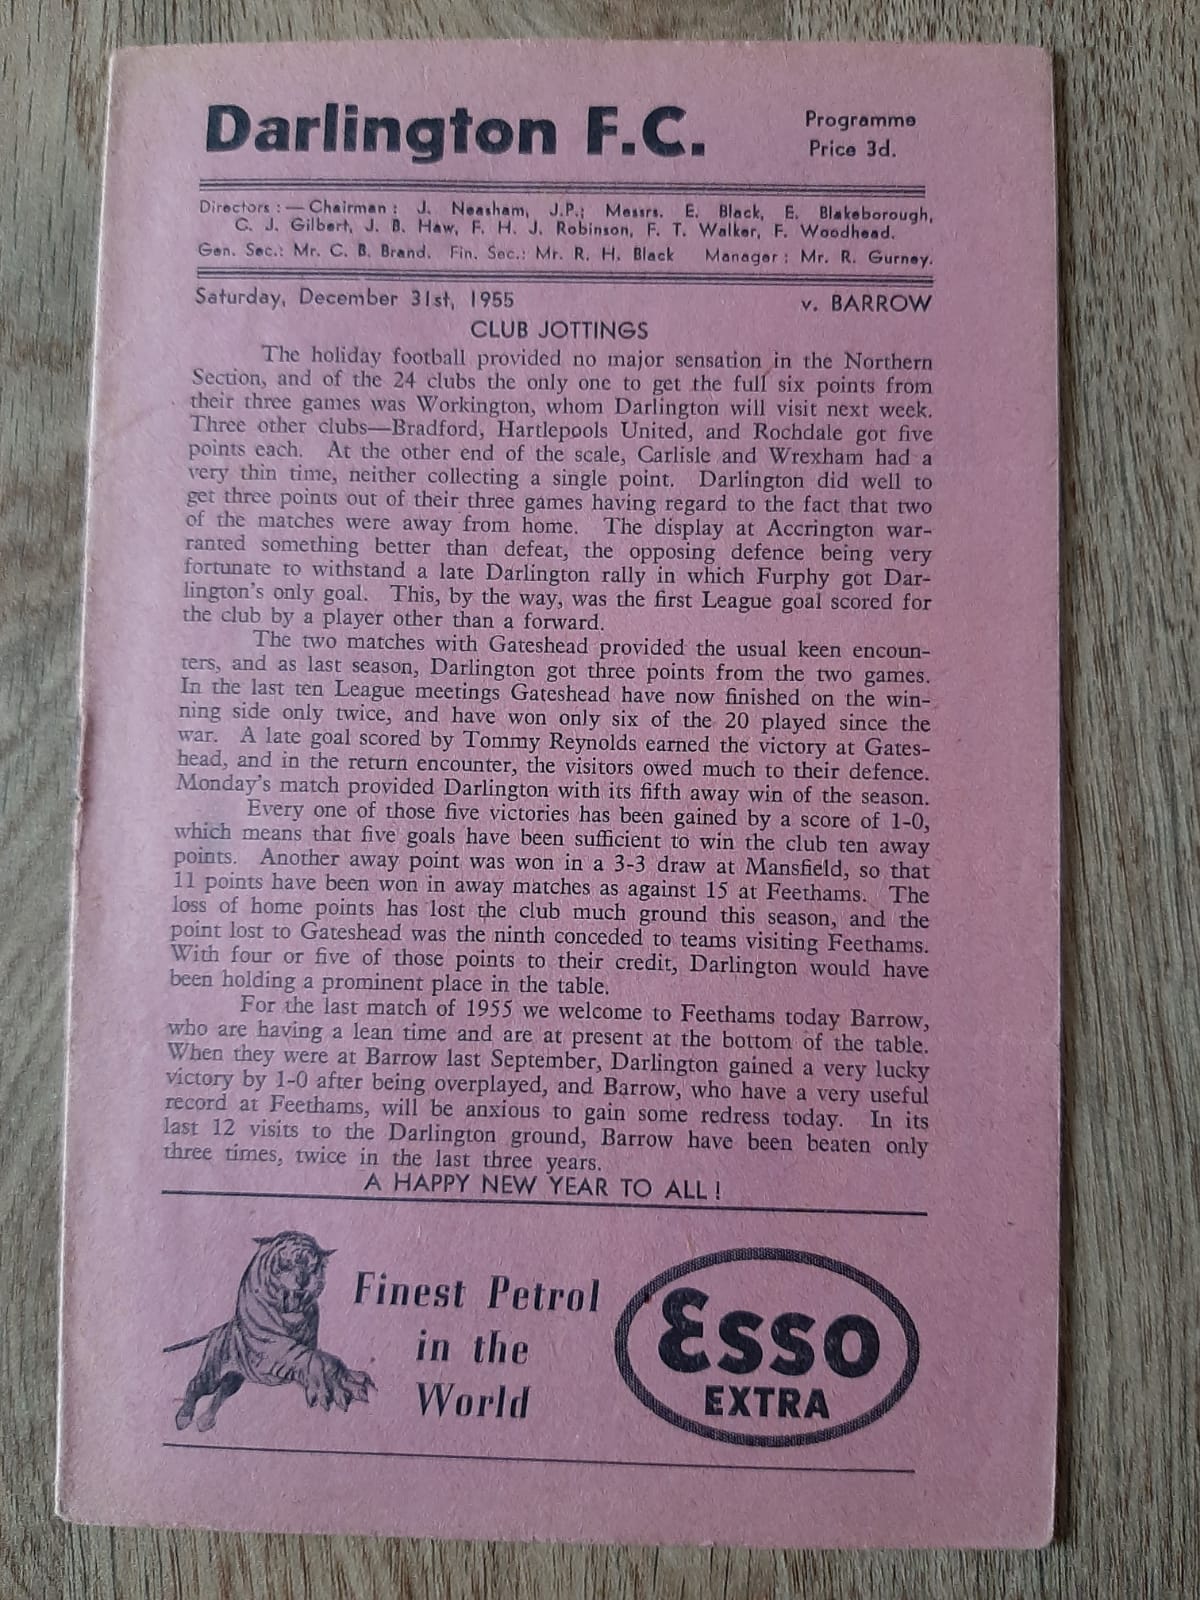 Darlington F.C.
Programme
Price 3d.
Directors : — Chairman : J. Neasham, J.P.; Messrs. E. Black, E. Blakeborough,
C. J. Gilbert, J. B. Haw, F. H. J. Robinson, F. T. Walker, F. Woodhead.
Gen. Sec.: Mr. C. B. Brand. Fin. Sec.: Mr. R. H. Black Manager : Mr. R. Gurney.
Saturday, December 31st, 1955 v. BARROW
CLUB JOTTINGS
The holiday football provided no major sensation in the Northern
Section, and of the 24 clubs the only one to get the full six points from
their three games was Workington, whom Darlington will visit next week.
Three other clubs—Bradford, Hartlepools United, and Rochdale got five
points each. At the other end of the scale, Carlisle and Wrexham had a
very thin time, neither collecting a single point. Darlington did well to
get three points out of their three games having regard to the fact that two
of the matches were away from home. The display at Accrington war-
ranted something better than defeat, the opposing defence being very
fortunate to withstand a late Darlington rally in which Furphy got Dar-
lington's only goal. This, by the way, was the first League goal scored for
the club by a player other than a forward.
The two matches with Gateshead provided the usual keen encoun-
ters, and as last season, Darlington got three points from the two games.
In the last ten League meetings Gateshead have now finished on the win-
ning side only twice, and have won only six of the 20 played since the
war. A late goal scored by Tommy Reynolds earned the victory at Gates-
head, and in the return encounter, the visitors owed much to their defence.
Monday's match provided Darlington with its fifth away win of the season.
Every one of those five victories has been gained by a score of 1-0,
which means that five goals have been sufficient to win the club ten away
points. Another away point was won in a 3-3 draw at Mansfield, so that
11 points have been won in away matches as against 15 at Feethams. The
loss of home points has lost the club much ground this season, and the
point lost to Gateshead was the ninth conceded to teams visiting Feethams.
With four or five of those points to their credit, Darlington would have
been holding a prominent place in the table.
For the last match of 1955 we welcome to Feethams today Barrow,
who are having a lean time and are at present at the bottom of the table.
When they were at Barrow last September, Darlington gained a very lucky
victory by 1-0 after being overplayed, and Barrow, who have a very useful
record at Feethams, will be anxious to gain some redress today. In its
last 12 visits to the Darlington ground, Barrow have been beaten only
three times, twice in the last three years.
A HAPPY NEW YEAR TO ALL !
Finest Petrol
in the
World
Esso
EXTRA